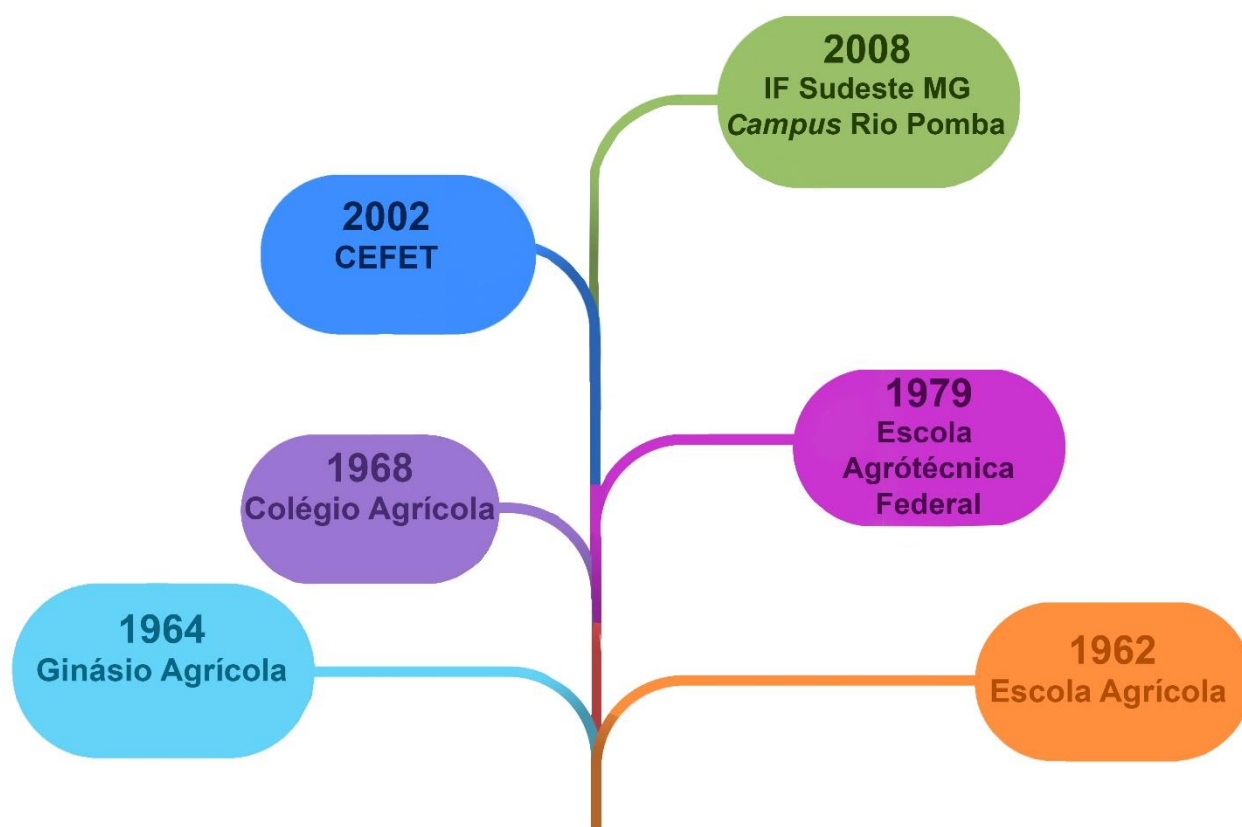 2008
IF Sudeste MG
Campus Rio Pomba
2002
CEFET
1979
Escola
Agrótécnica
Federal
1968
Colégio Agrícola
1964
Ginásio Agrícola
1962
Escola Agrícola